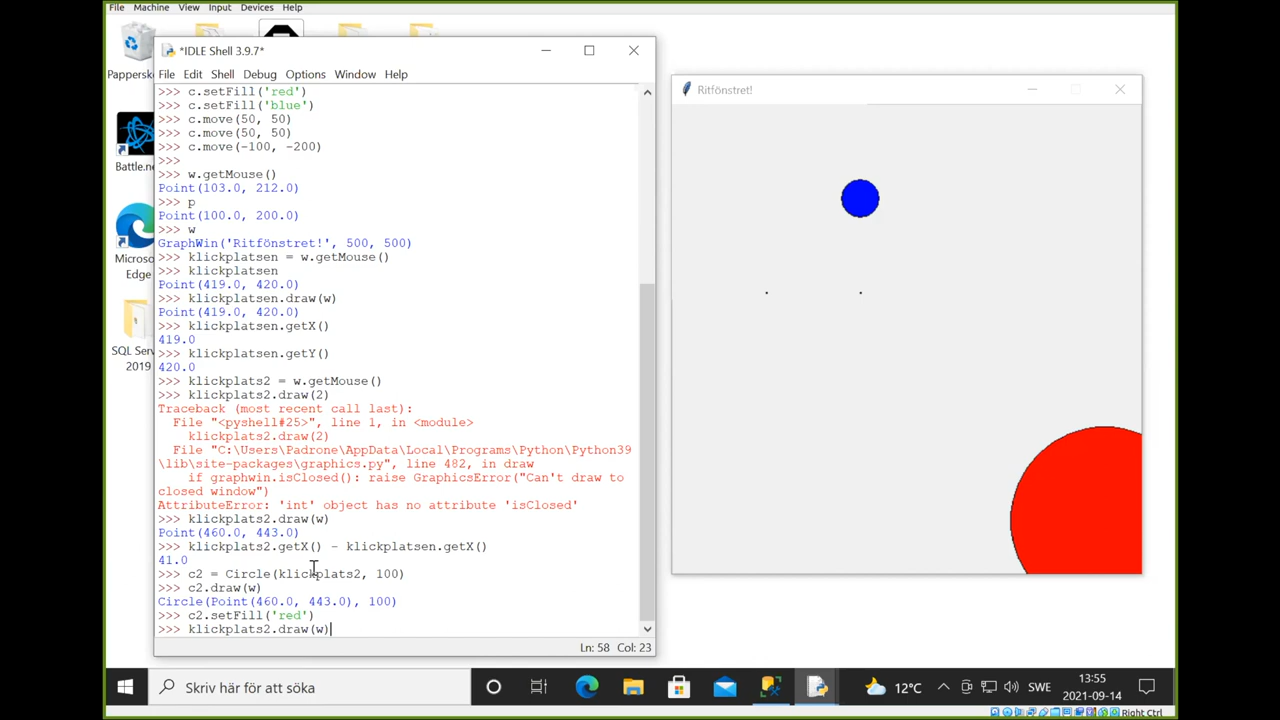 File Machine View Input Devices Help
Pappersk
*IDLE Shell 3.9.7*
File Edit Shell Debug Options Window Help
>>> c.setFill('red')
>>> c.setFill('blue')
>>> c.move(50, 50)
>>> c.move(50, 50)
>>> c.move(-100, -200)
>>>
>>> w.getMouse()
Point(103.0, 212.0)
>>> p
Point(100.0, 200.0)
>>> w
GraphWin('Ritfönstret!', 500, 500)
>>> klickplatsen = w.getMouse()
>>> klickplatsen
Point(419.0, 420.0)
>>> klickplatsen.draw(w)
Point(419.0, 420.0)
>>> klickplatsen.getX()
419.0
>>> klickplatsen.getY()
420.0
>>> klickplats2 = w.getMouse()
>>> klickplats2.draw(2)
Traceback (most recent call last):
File "<pyshell#25>", line 1, in <module>
klickplats2.draw(2)
File "C:\Users\Padrone\AppData\Local\Programs\Python\Python39
\lib\site-packages\graphics.py", line 482, in draw
if graphwin.isClosed(): raise GraphicsError("Can't draw to
closed window")
AttributeError: 'int' object has no attribute 'isClosed'
>>> klickplats2.draw(w)
Point(460.0, 443.0)
>>> klickplats2.getX() - klickplatsen.getX()
41.0
>>> c2 = Circle(klickplats2, 100)
>>> c2.draw(w)
Circle(Point(460.0, 443.0), 100)
>>> c2.setFill('red')
>>> klickplats2.draw(w)
Ln: 58 Col: 23
Battle.ne
Microso
Edge
SQL Serv
2019
Ritfönstret!
Skriv här för att söka
12°C
SWE
13:55
2021-09-14
Right Ctrl